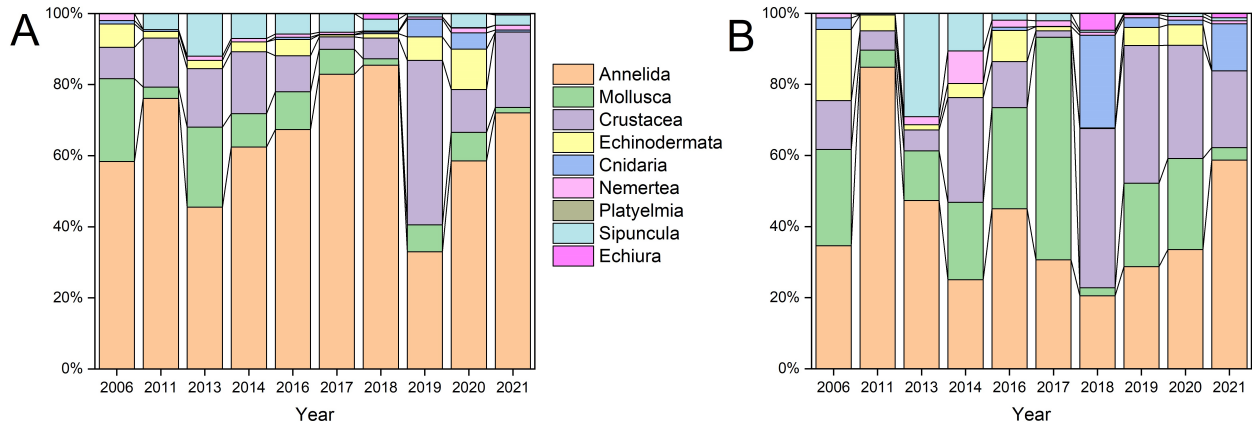 A
100%
80%
60%
40%
20%
0%
2006 2011 2013 2014 2016 2017 2018 2019 2020 2021
Year
Annelida
Mollusca
Crustacea
Echinodermata
Cnidaria
Nemertea
Platyelmia
Sipuncula
Echiura
B
100%
80%
60%
40%
20%
0%
2006 2011 2013 2014 2016 2017 2018 2019 2020 2021
Year